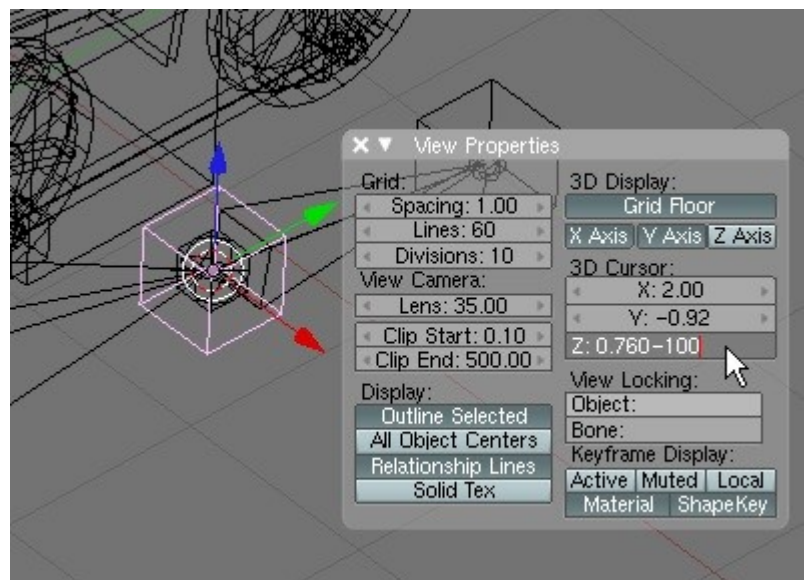 View Properties
Grid:
Spacing: 1.00
Lines: 60
Divisions: 10
View Camera:
Lens: 35.00
Clip Start: 0.10
Clip End: 500.00
Display:
Outline Selected
All Object Centers
Relationship Lines
Solid Tex
3D Display:
Grid Floor
X Axis Y Axis Z Axis
3D Cursor:
X: 2.00
Y: -0.92
Z: 0.760-100
View Locking:
Object:
Bone:
Keyframe Display:
Active Muted Local
Material ShapeKey